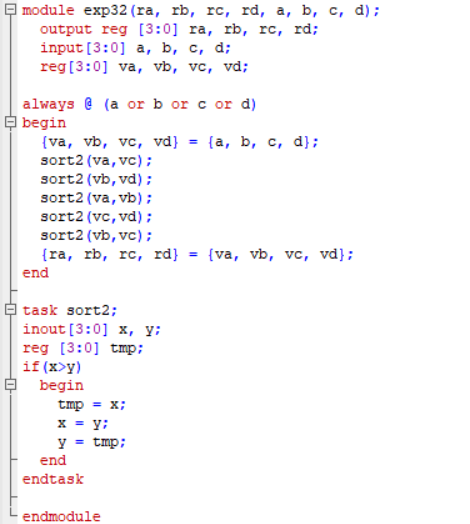 module exp32(ra, rb, rc, rd, a, b, c, d);
  output reg [3:0] ra, rb, rc, rd;
  input[3:0] a, b, c, d;
  reg[3:0] va, vb, vc, vd;

always @ (a or b or c or d)
begin
  {va, vb, vc, vd} = {a, b, c, d};
  sort2(va,vc);
  sort2(vb,vd);
  sort2(va,vb);
  sort2(vc,vd);
  sort2(vb,vc);
  {ra, rb, rc, rd} = {va, vb, vc, vd};
end

task sort2;
inout[3:0] x, y;
reg [3:0] tmp;
if(x>y)
  begin
    tmp = x;
    x = y;
    y = tmp;
  end
endtask

endmodule